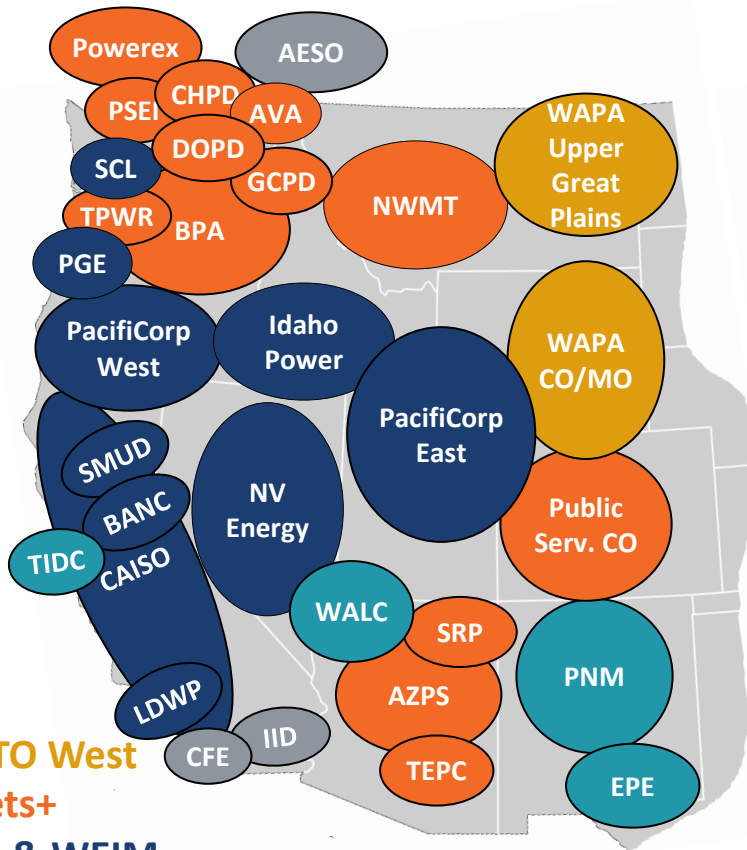 Powerex
AESO
CHPD
PSEI
AVA
WAPA
Upper
Great
Plains
DOPD
SCL
GCPD
NWMT
TPWR
BPA
PGE
PacifiCorp
West
Idaho
Power
WAPA
CO/MO
PacifiCorp
East
SMUD
NV
Energy
BANC
Public
Serv. CO
TIDC
CAISO
WALC
SRP
PNM
AZPS
LDWP
IID
CFE
TEPC
EPE
TO West
ets+
& WEIM